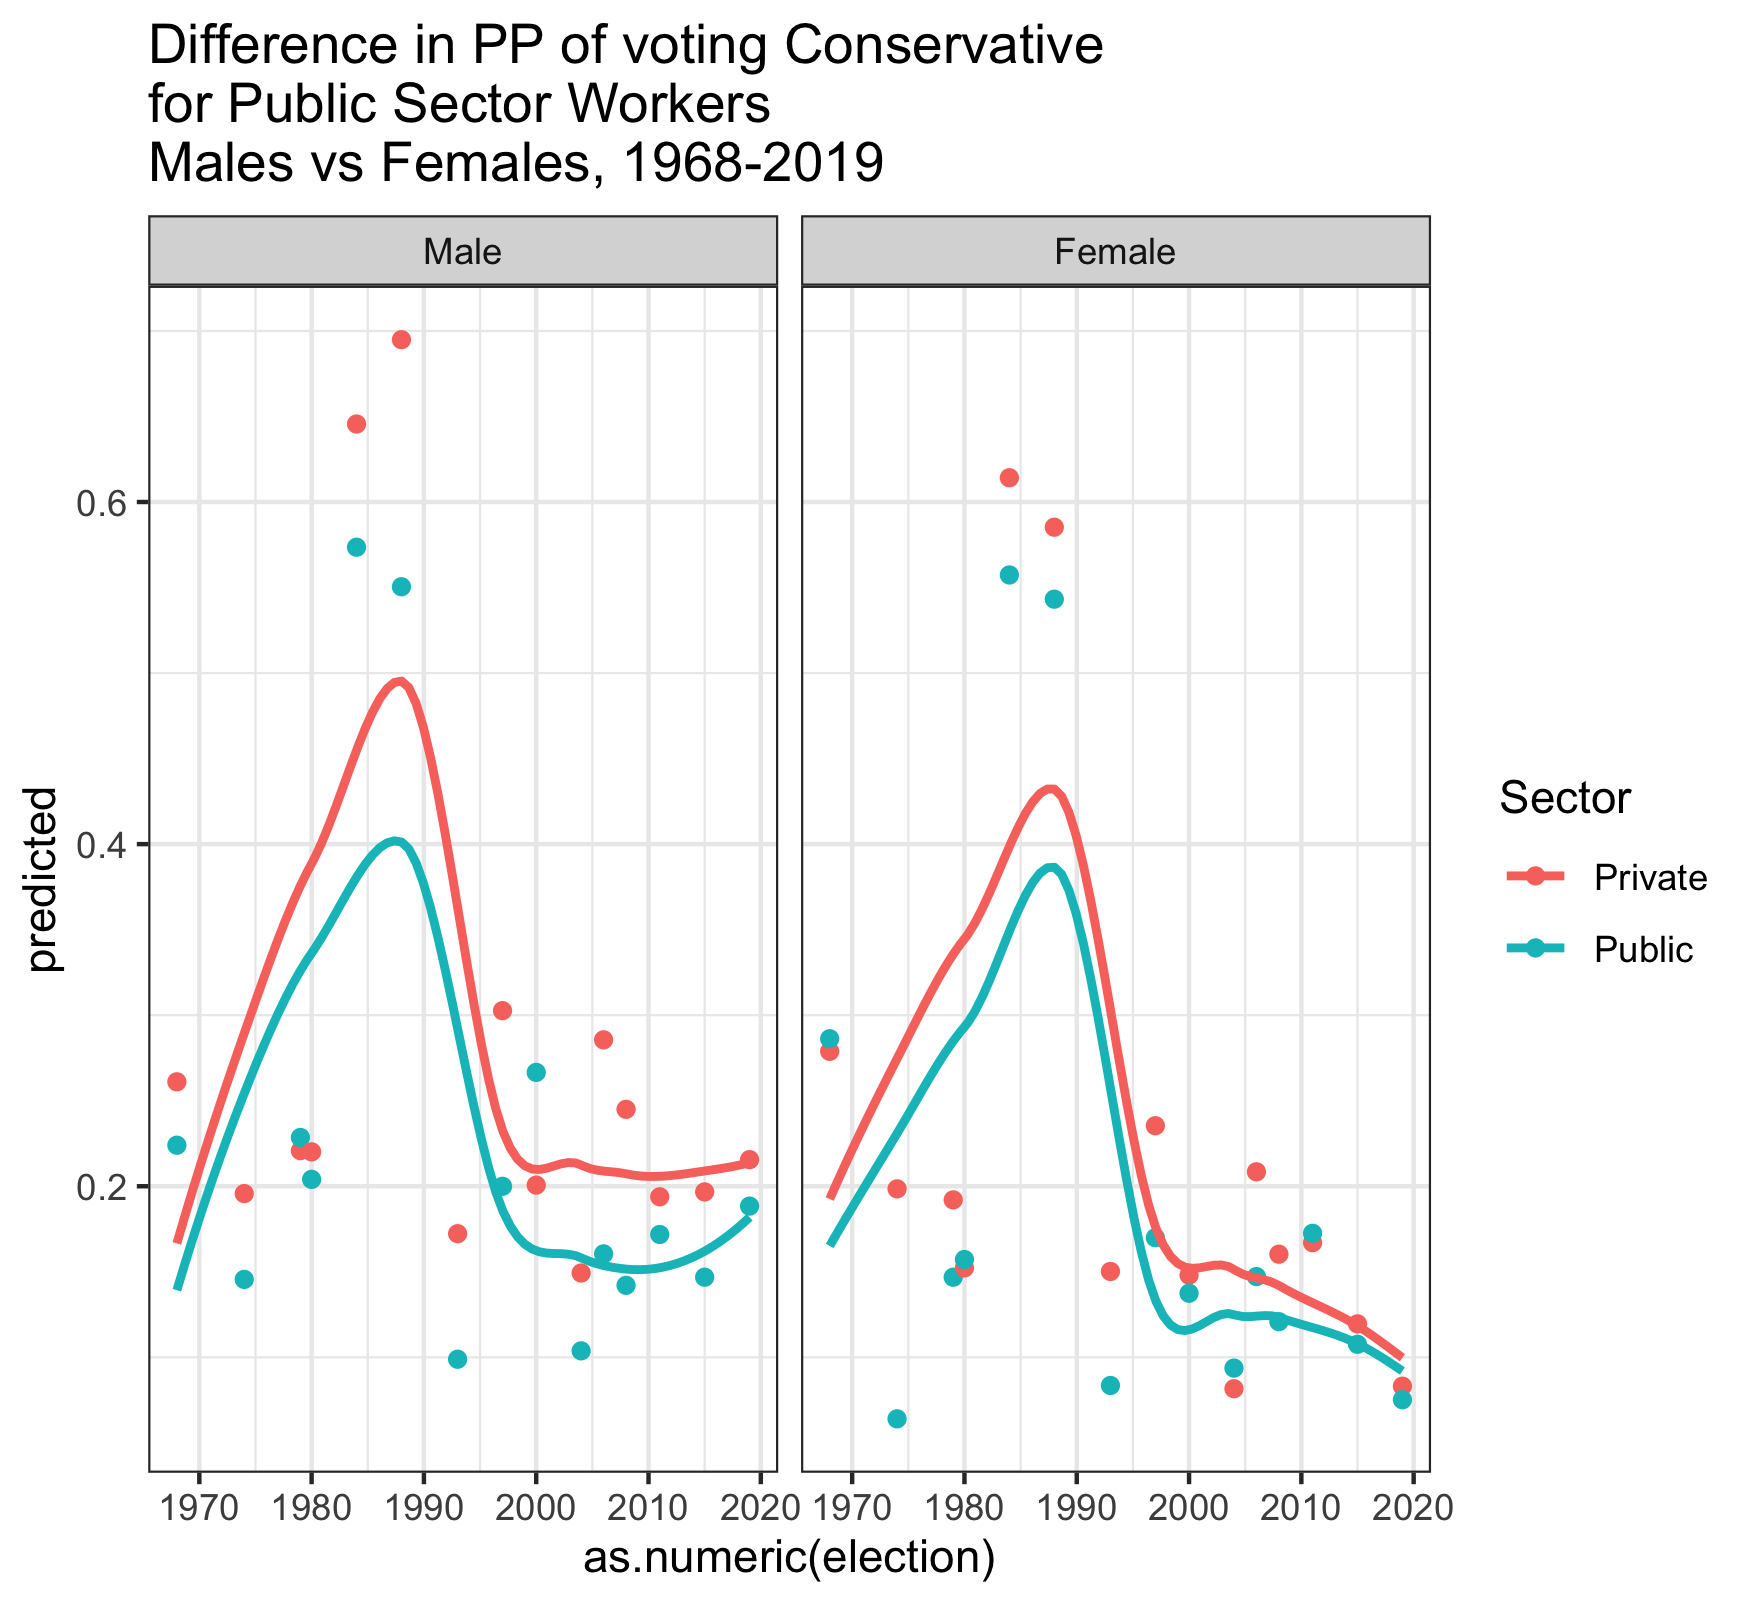 Difference in PP of voting Conservative
for Public Sector Workers
Males vs Females, 1968-2019
Male
Female
0.6
0.4
0.2
predicted
1970 1980 1990 2000 2010 2020
1970 1980 1990 2000 2010 2020
as.numeric(election)
Sector
Private
Public